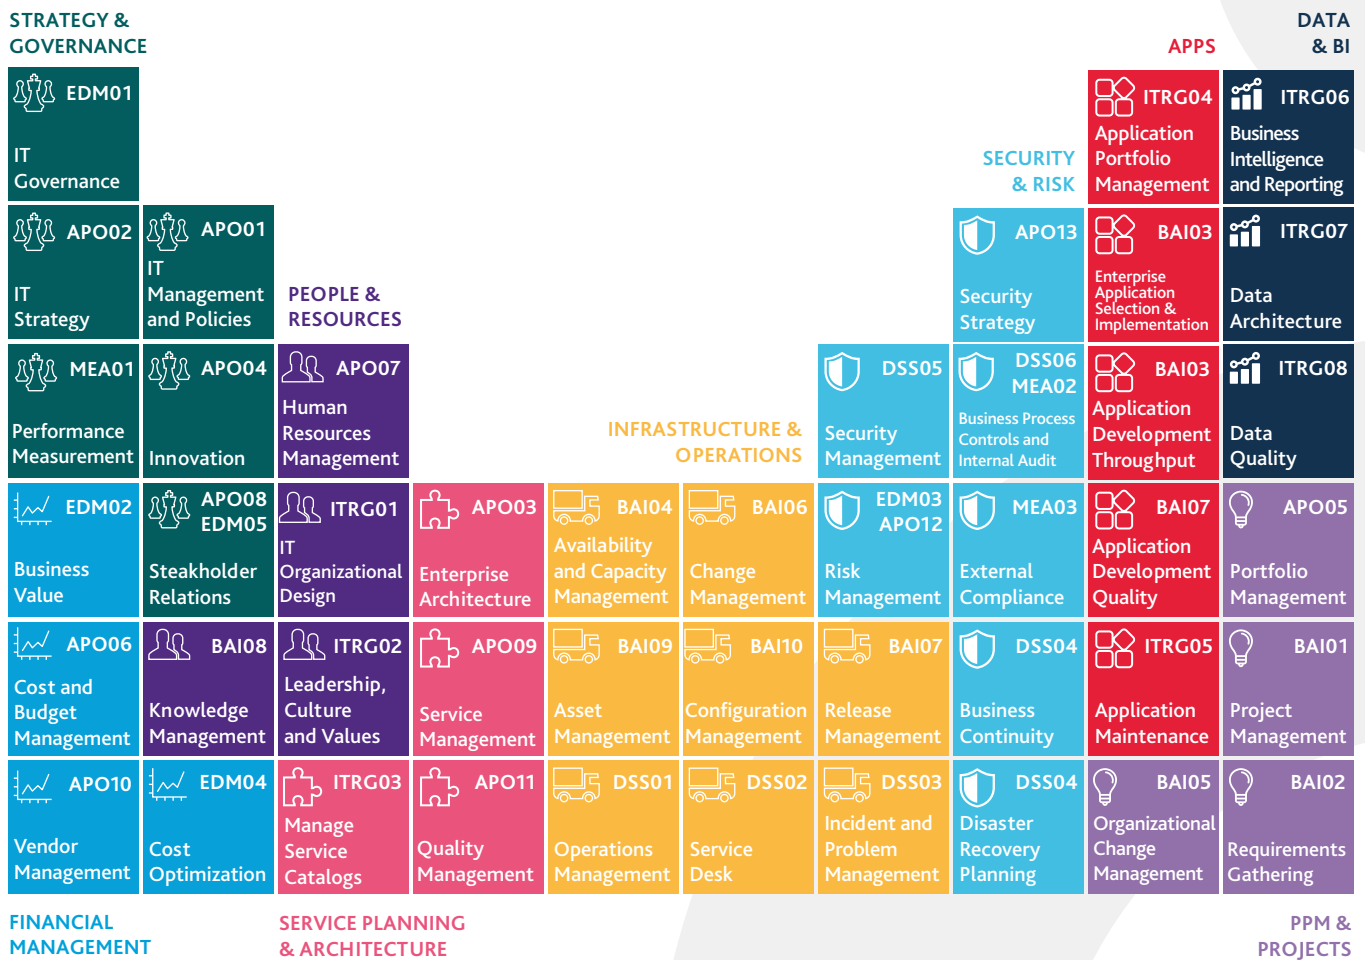 STRATEGY &
GOVERNANCE
DATA
& BI
APPS
EDM01
IT
Governance
ITRG04
Application
Portfolio
Management
ITRG06
Business
Intelligence
and Reporting
SECURITY
& RISK
APO02
IT
Strategy
APO01
IT
Management
and Policies
PEOPLE &
RESOURCES
APO13
Security
Strategy
BAI03
Enterprise
Application
Selection &
Implementation
ITRG07
Data
Architecture
MEA01
Performance
Measurement
APO04
Innovation
APO07
Human
Resources
Management
INFRASTRUCTURE &
OPERATIONS
DSS05
Security
Management
DSS06
MEA02
Business Process
Controls and
Internal Audit
BAI03
Application
Development
Throughput
ITRG08
Data
Quality
EDM02
Business
Value
APO08
EDM05
Steakholder
Relations
ITRG01
IT
Organizational
Design
APO03
Enterprise
Architecture
BAI04
Availability
and Capacity
Management
BAI06
Change
Management
EDM03
APO12
Risk
Management
MEA03
External
Compliance
BAI07
Application
Development
Quality
APO05
Portfolio
Management
APO06
Cost and
Budget
Management
BAI08
Knowledge
Management
ITRG02
Leadership,
Culture
and Values
APO09
Service
Management
BAI09
Asset
Management
BAI10
Configuration
Management
BAI07
Release
Management
DSS04
Business
Continuity
ITRG05
Application
Maintenance
BAI01
Project
Management
APO10
Vendor
Management
EDM04
Cost
Optimization
ITRG03
Manage
Service
Catalogs
APO11
Quality
Management
DSS01
Operations
Management
DSS02
Service
Desk
DSS03
Incident and
Problem
Management
DSS04
Disaster
Recovery
Planning
BAI05
Organizational
Change
Management
BAI02
Requirements
Gathering
FINANCIAL
MANAGEMENT
SERVICE PLANNING
& ARCHITECTURE
PPM &
PROJECTS